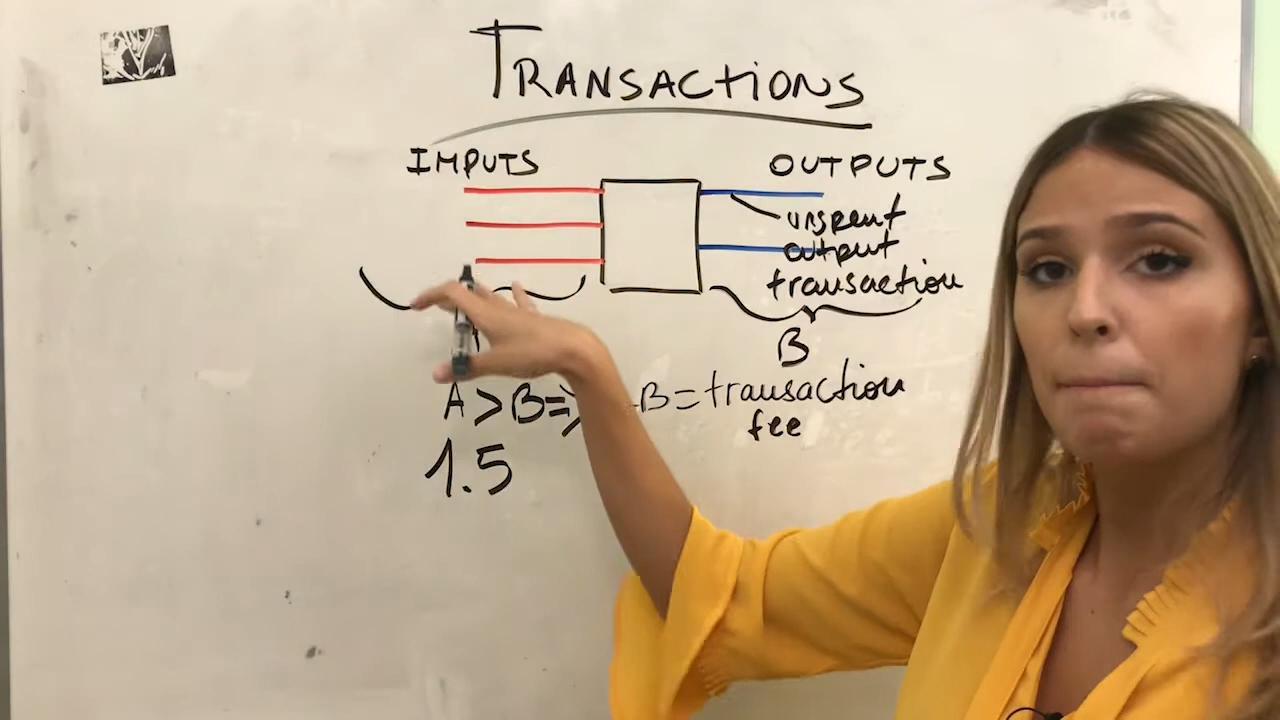 TRANSACTIONS
IMPUTS
OUTPUTS
unspent
output
transaction
B
A > B => -B = transaction
fee
1.5